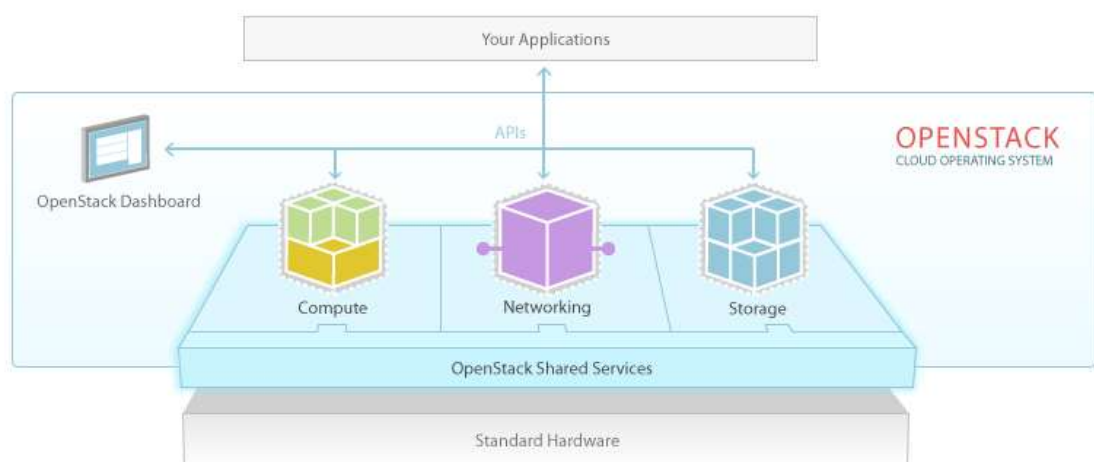 Your Applications
APIs
OPENSTACK
CLOUD OPERATING SYSTEM
OpenStack Dashboard
Compute
Networking
Storage
OpenStack Shared Services
Standard Hardware